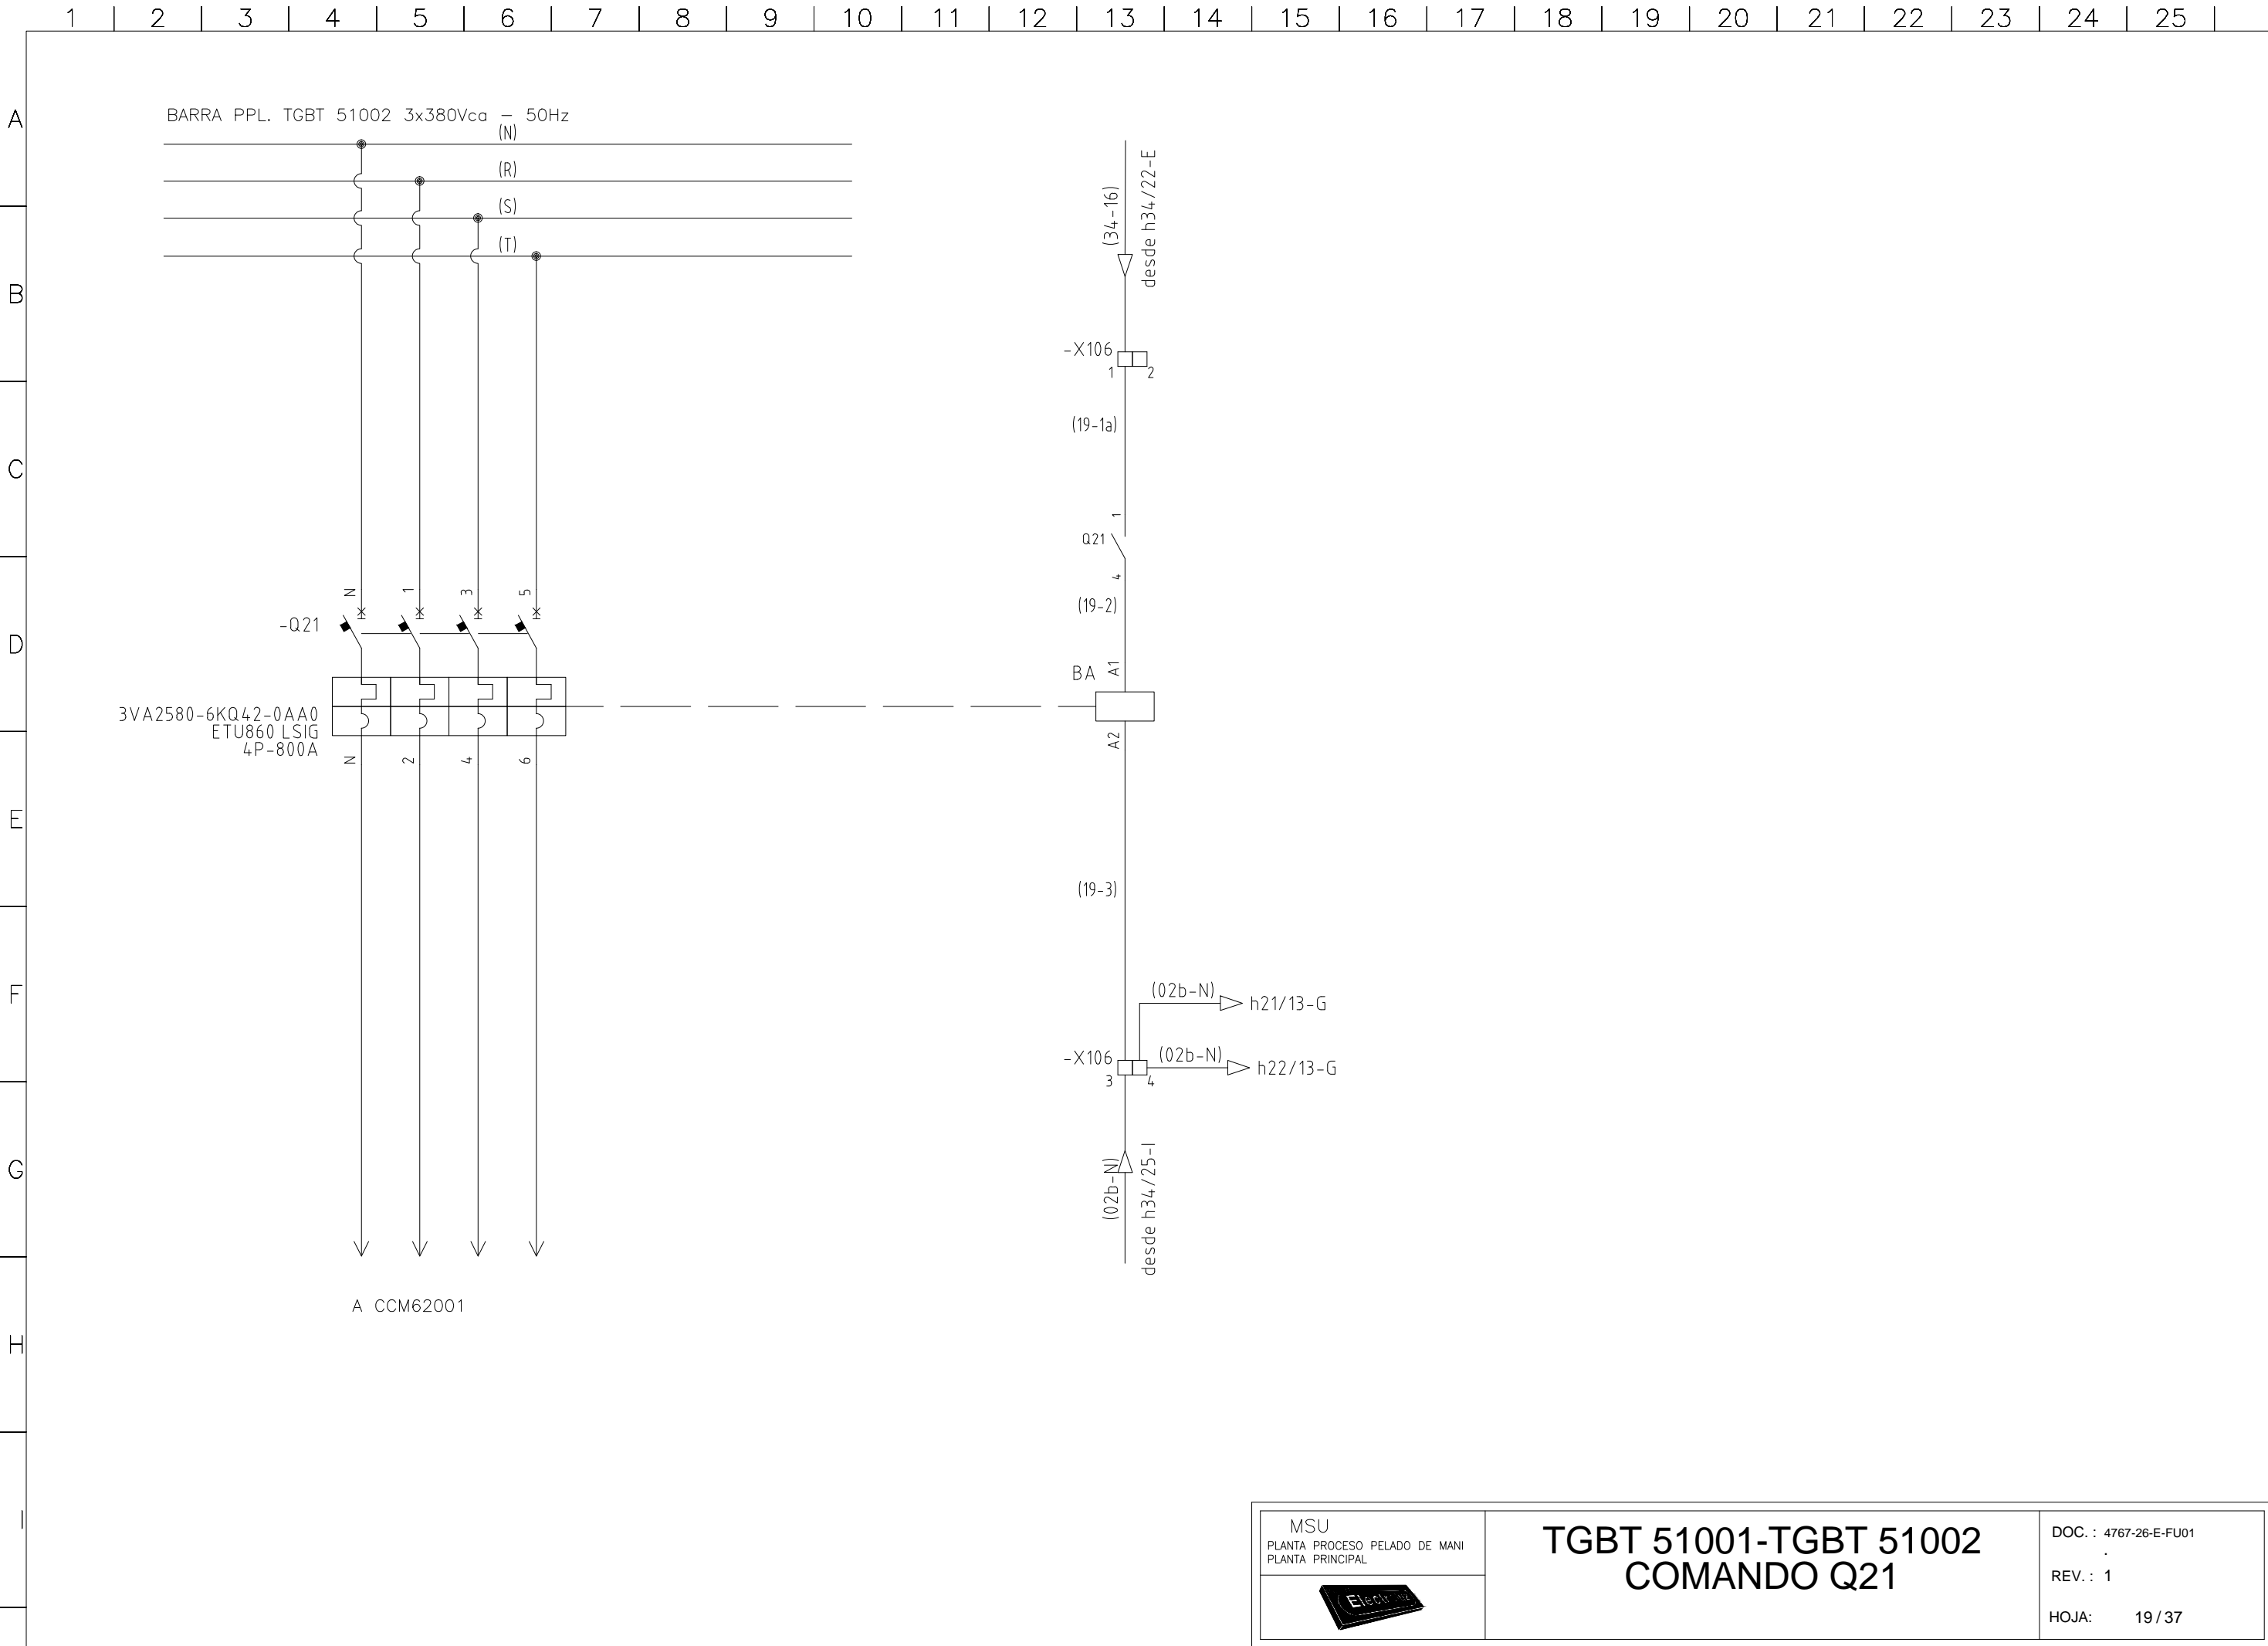 1 2 3 4 5 6 7 8 9 10 11 12 13 14 15 16 17 18 19 20 21 22 23 24 25
A
B
C
D
E
F
G
H
I
BARRA PPL. TGBT 51002 3x380Vca – 50Hz
(N)
(R)
(S)
(T)
N 1 3 5
-Q21
3VA2580-6KQ42-0AA0
ETU860 LSIG
4P-800A
N 2 4 6
A CCM62001
(34-16)
desde h34/22-E
-X106
1 2
(19-1a)
1
Q21
4
(19-2)
BA A1
A2
(19-3)
(02b-N)
h21/13-G
-X106
(02b-N)
h22/13-G
3 4
(02b-N)
desde h34/25-I
MSU
PLANTA PROCESO PELADO DE MANI
PLANTA PRINCIPAL
TGBT 51001-TGBT 51002
COMANDO Q21
DOC. : 4767-26-E-FU01
.
REV. : 1
HOJA: 19 / 37